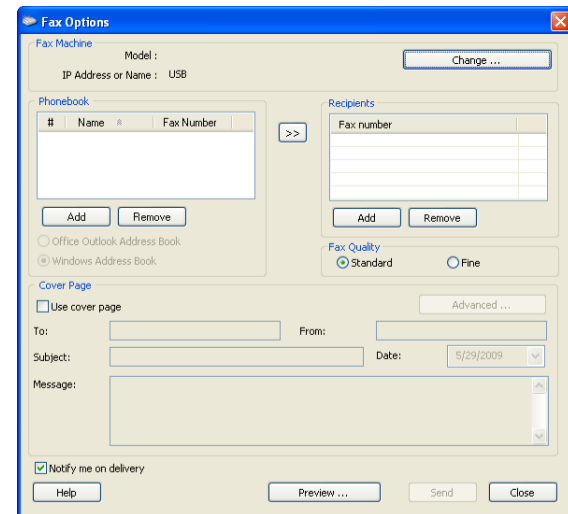 Fax Options
Fax Machine
Model :
Change ...
IP Address or Name : USB
Phonebook
Recipients
# Name Fax Number
Fax number
>>
Add Remove
Add Remove
Office Outlook Address Book
Windows Address Book
Fax Quality
Standard Fine
Cover Page
Use cover page
Advanced ...
To: From:
Subject: Date: 5/29/2009
Message:
Notify me on delivery
Help Preview ... Send Close